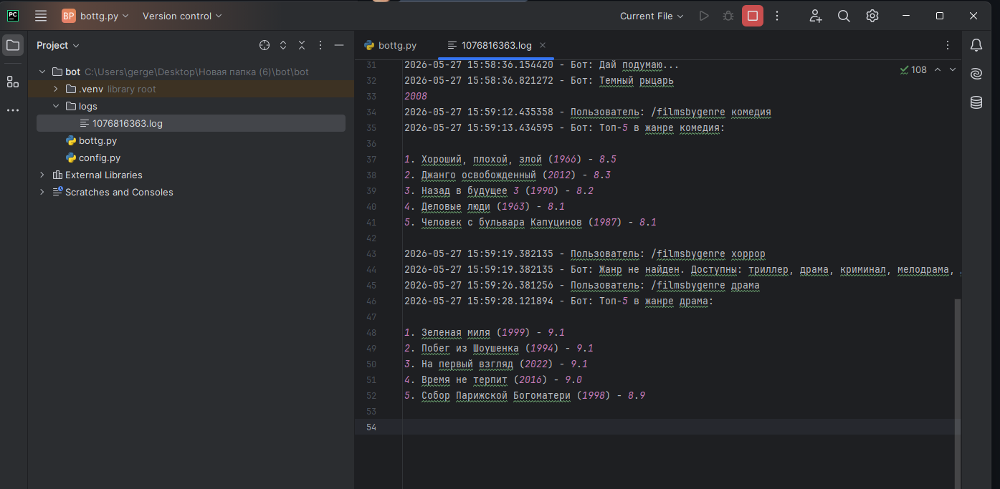 PC BP bottg.py Version control Current File
Project
bottg.py 1076816363.log
bot C:\Users\gerge\Desktop\Новая папка (6)\bot\bot
.venv library root
logs
1076816363.log
bottg.py
config.py
External Libraries
Scratches and Consoles
108
31 2026-05-27 15:58:36.154420 - Бот: Дай подумаю...
32 2026-05-27 15:58:36.821272 - Бот: Темный рыцарь
33 2008
34 2026-05-27 15:59:12.435358 - Пользователь: /filmsbygenre комедия
35 2026-05-27 15:59:13.434595 - Бот: Топ-5 в жанре комедия:
36
37 1. Хороший, плохой, злой (1966) - 8.5
38 2. Джанго освобожденный (2012) - 8.3
39 3. Назад в будущее 3 (1990) - 8.2
40 4. Деловые люди (1963) - 8.1
41 5. Человек с бульвара Капуцинов (1987) - 8.1
42
43 2026-05-27 15:59:19.382135 - Пользователь: /filmsbygenre хоррор
44 2026-05-27 15:59:19.382135 - Бот: Жанр не найден. Доступны: триллер, драма, криминал, мелодрама,
45 2026-05-27 15:59:26.381256 - Пользователь: /filmsbygenre драма
46 2026-05-27 15:59:28.121894 - Бот: Топ-5 в жанре драма:
47
48 1. Зеленая миля (1999) - 9.1
49 2. Побег из Шоушенка (1994) - 9.1
50 3. На первый взгляд (2022) - 9.1
51 4. Время не терпит (2016) - 9.0
52 5. Собор Парижской Богоматери (1998) - 8.9
53
54